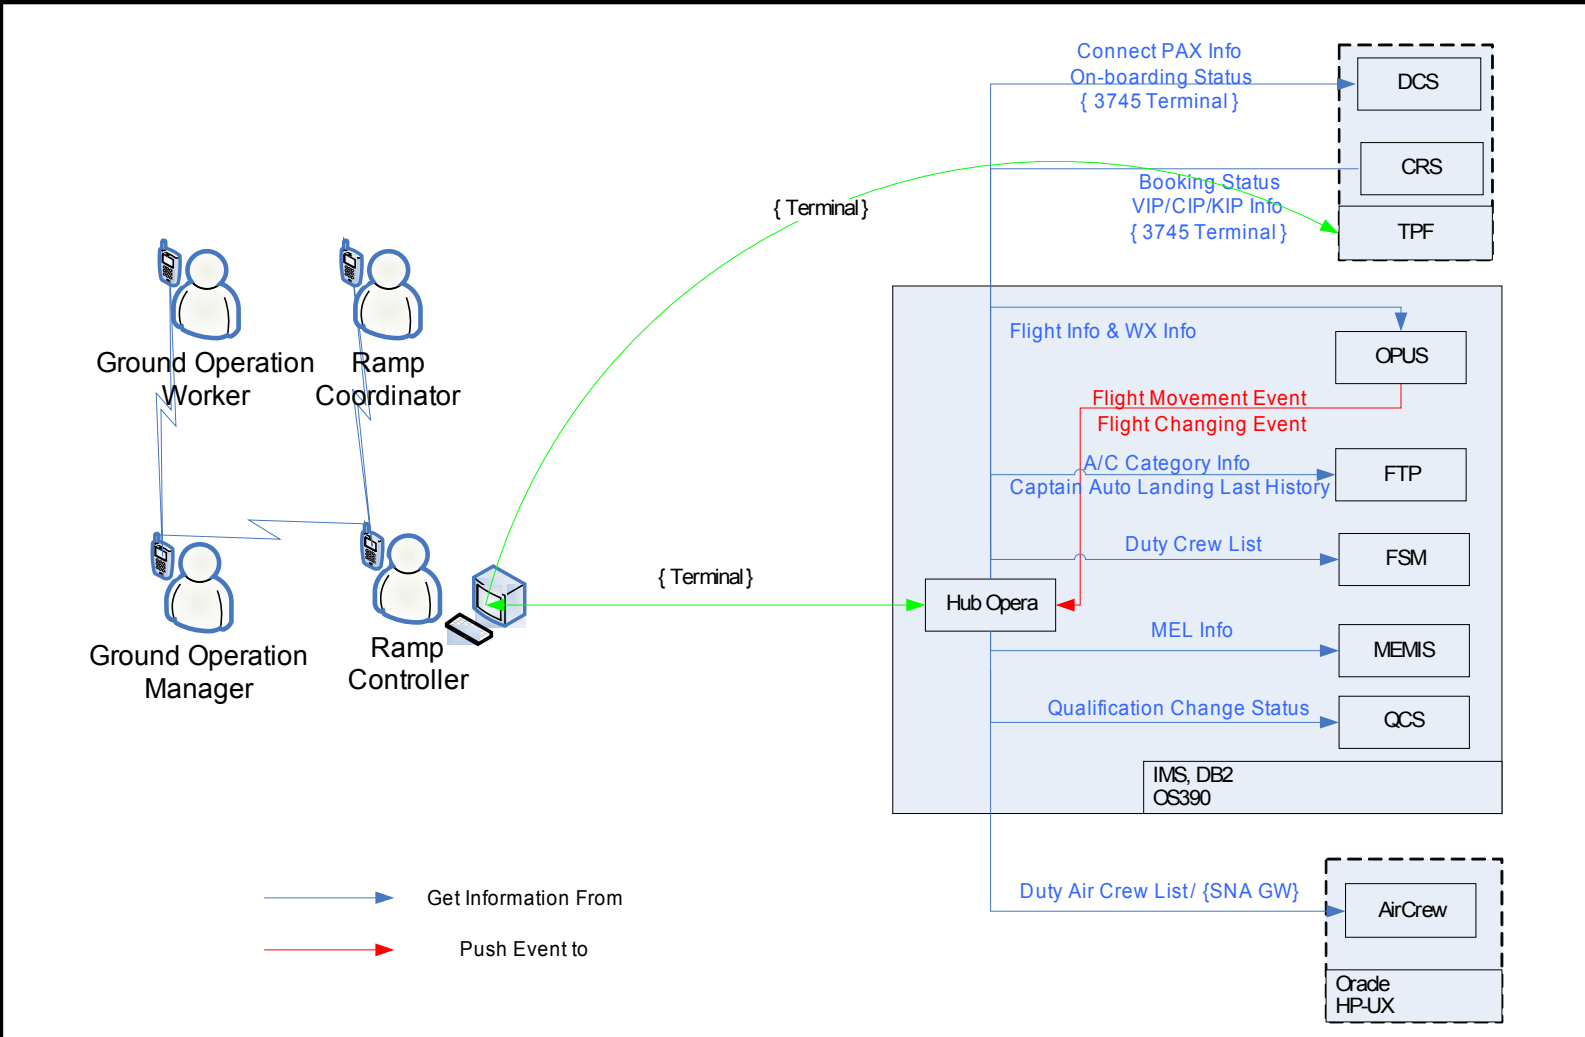 Connect PAX Info
On-boarding Status
{ 3745 Terminal }
DCS
CRS
Booking Status
VIP/CIP/KIP Info
{ 3745 Terminal }
TPF
{ Terminal }
Ground Operation
Worker
Ramp
Coordinator
Flight Info & WX Info
OPUS
Flight Movement Event
Flight Changing Event
A/C Category Info
Captain Auto Landing Last History
FTP
Duty Crew List
FSM
{ Terminal }
Hub Opera
MEL Info
MEMIS
Ground Operation
Manager
Ramp
Controller
Qualification Change Status
QCS
IMS, DB2
OS390
Duty Air Crew List / {SNA GW}
AirCrew
Oracle
HP-UX
Get Information From
Push Event to